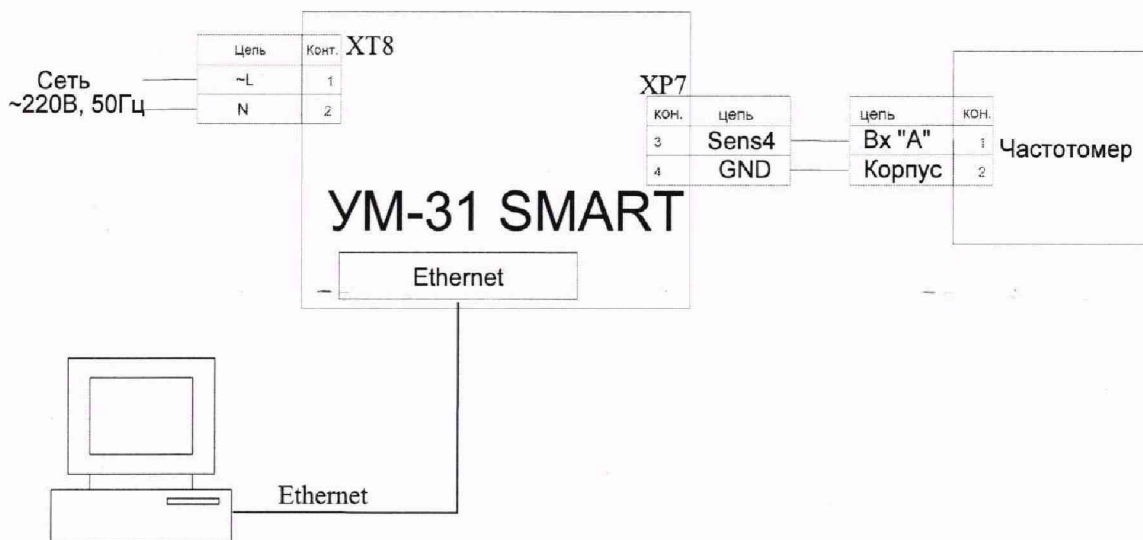 Цепь Конт. XT8
Сеть ~L 1
~220В, 50Гц N 2
XP7
кон. цепь цепь кон.
3 Sens4 Вх "А" 1
4 GND Корпус 2
Частотомер
УМ-31 SMART
Ethernet
Ethernet